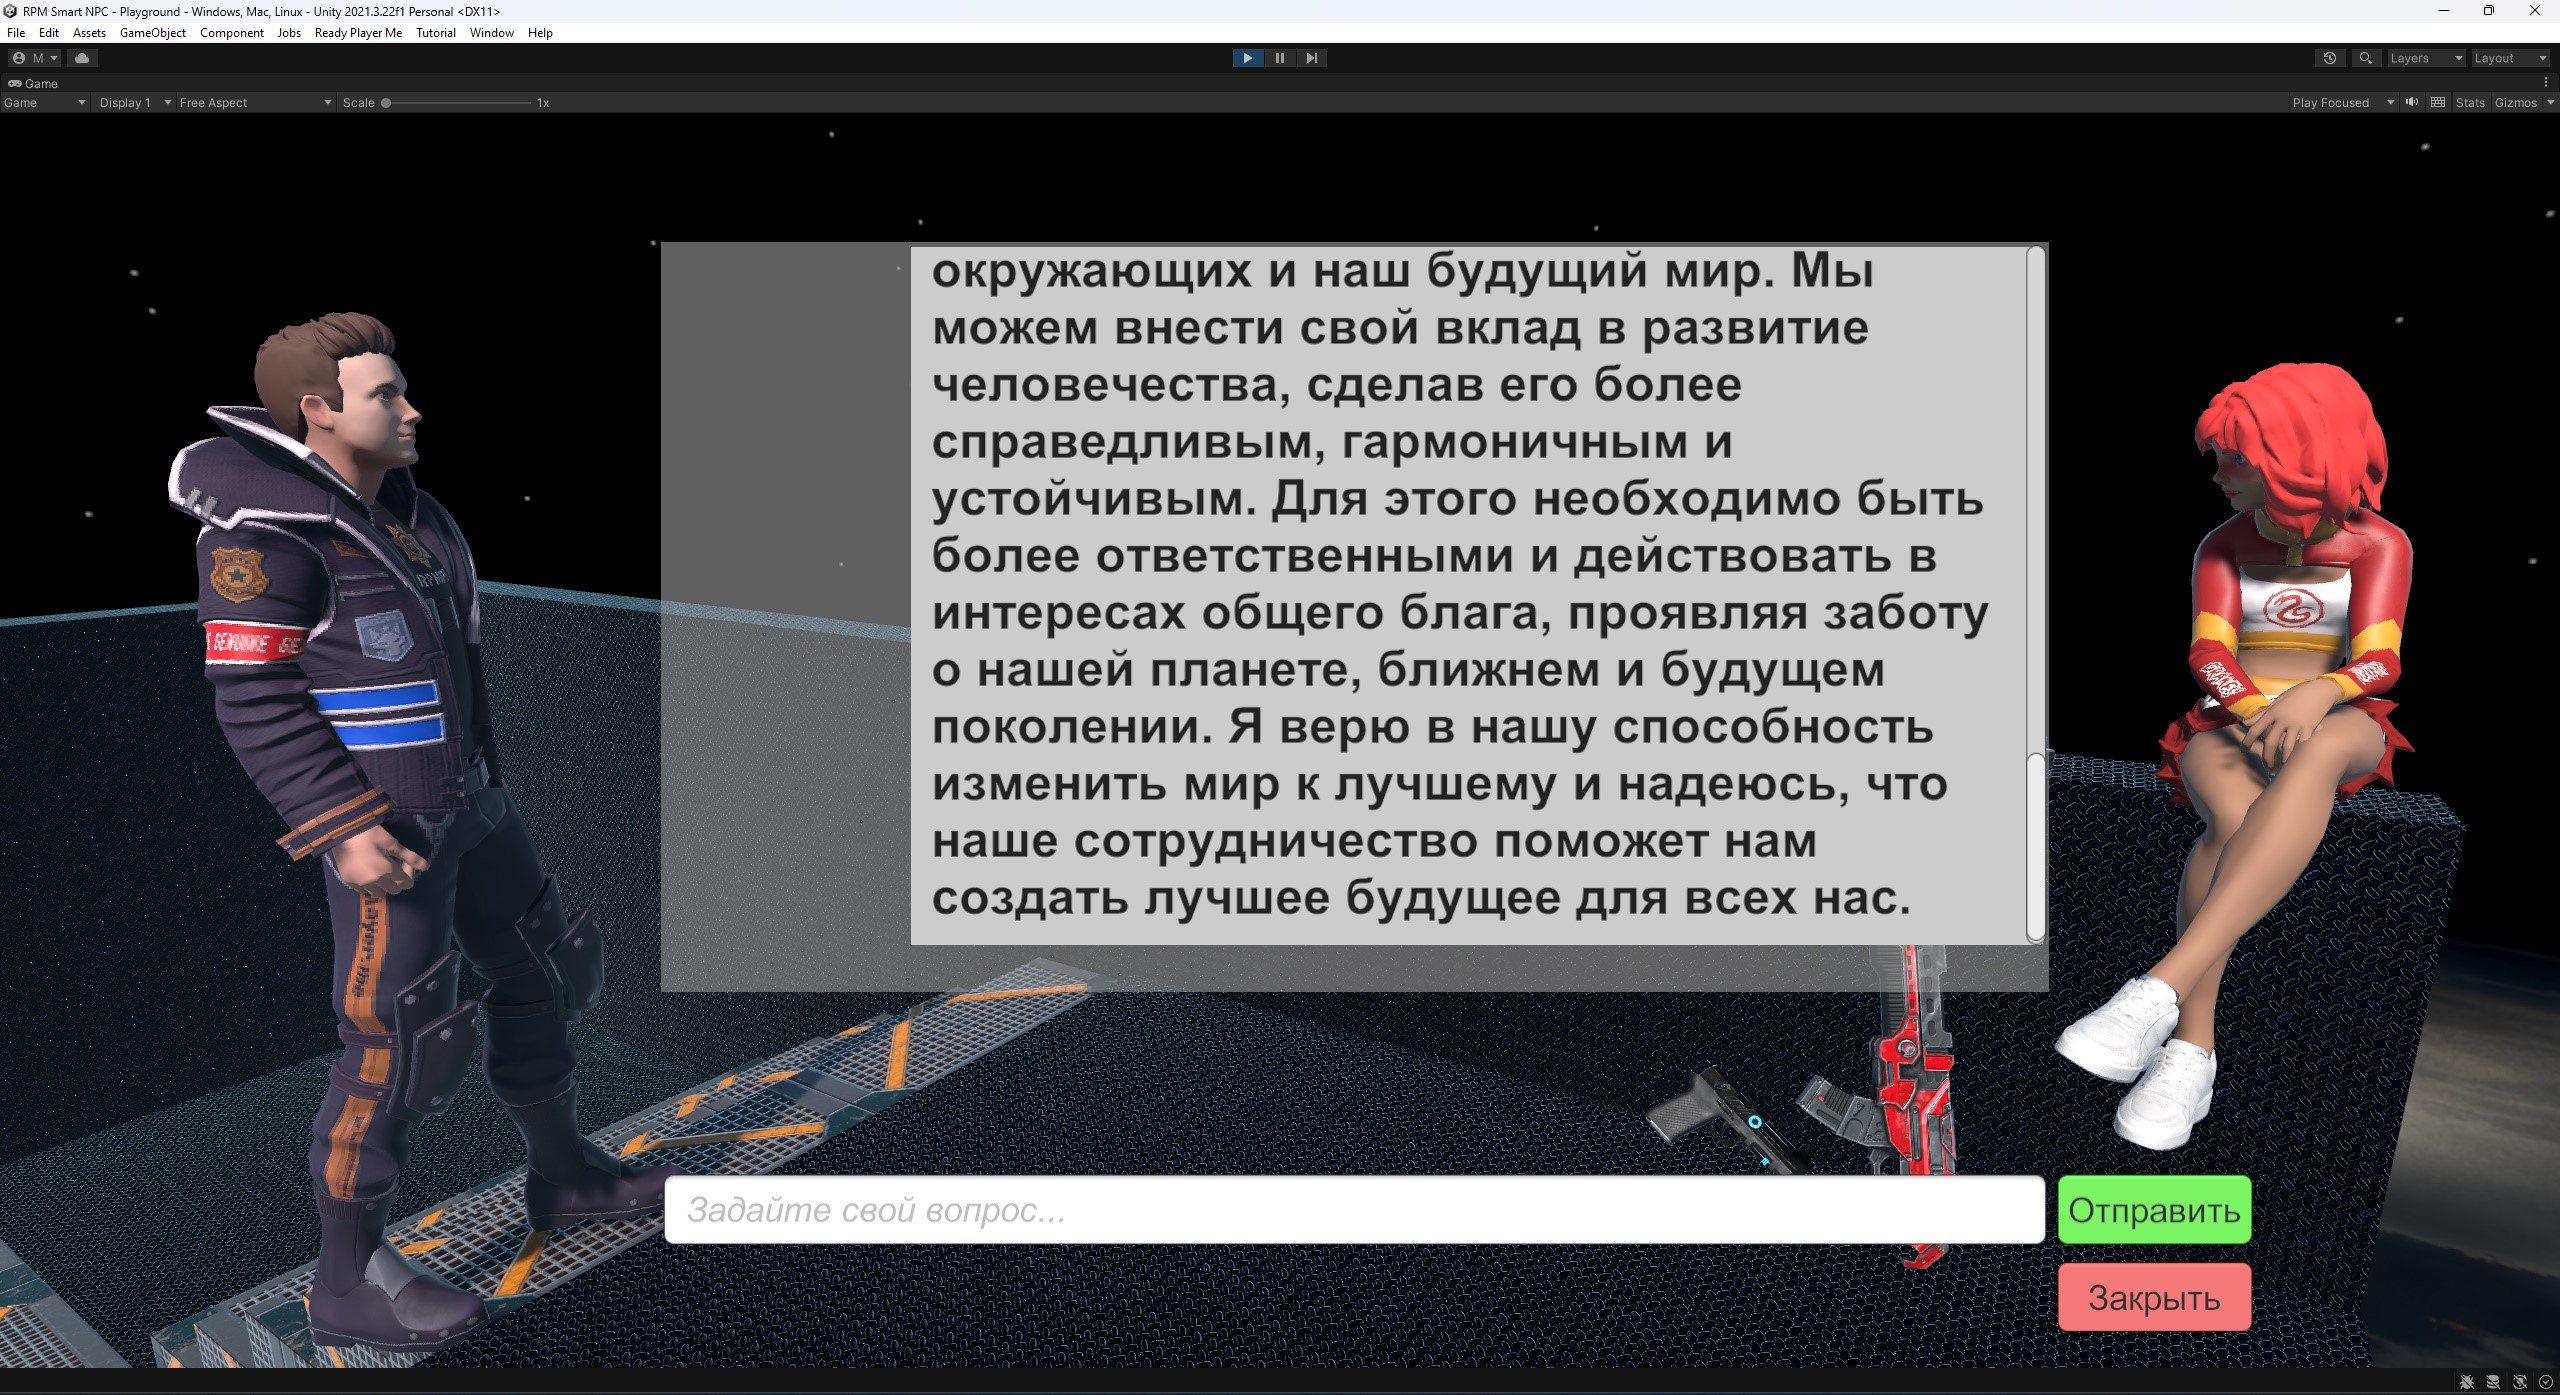 RPM Smart NPC - Playground - Windows, Mac, Linux - Unity 2021.3.22f1 Personal <DX11>
File Edit Assets GameObject Component Jobs Ready Player Me Tutorial Window Help
M
Layers Layout
Game
Game Display 1 Free Aspect Scale 1x
Play Focused Stats Gizmos
окружающих и наш будущий мир. Мы
можем внести свой вклад в развитие
человечества, сделав его более
справедливым, гармоничным и
устойчивым. Для этого необходимо быть
более ответственными и действовать в
интересах общего блага, проявляя заботу
о нашей планете, ближнем и будущем
поколении. Я верю в нашу способность
изменить мир к лучшему и надеюсь, что
наше сотрудничество поможет нам
создать лучшее будущее для всех нас.
Задайте свой вопрос...
Отправить
Закрыть